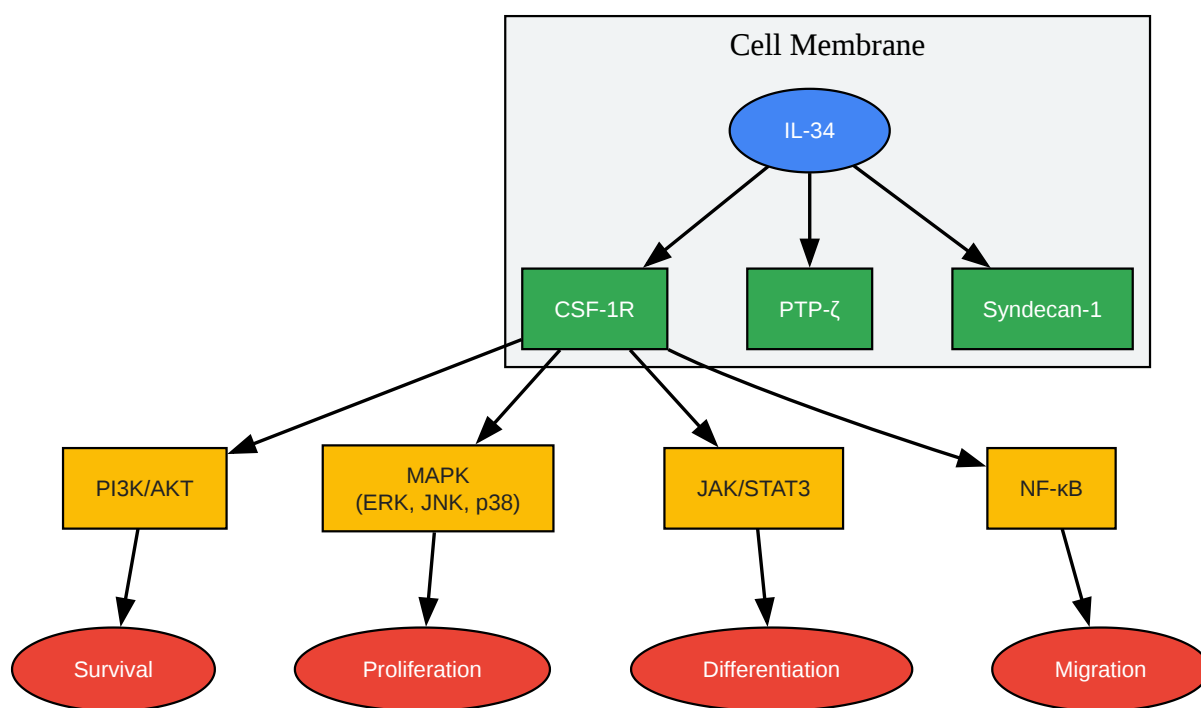 Cell Membrane
IL-34
CSF-1R
PTP-ζ
Syndecan-1
PI3K/AKT
MAPK
(ERK, JNK, p38)
JAK/STAT3
NF-κB
Survival
Proliferation
Differentiation
Migration